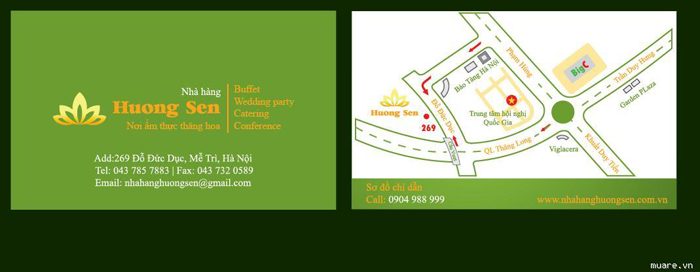 Nhà hàng
Huong Sen
Nơi ẩm thực thăng hoa
Buffet
Wedding party
Catering
Conference
Add:269 Đỗ Đức Dục, Mễ Trì, Hà Nội
Tel: 043 785 7883 | Fax: 043 732 0589
Email: nhahanghuongsen@gmail.com
Phạm Hùng
Bảo Tàng Hà Nội
BigC
Trần Duy Hưng
Garden PLaza
Huong Sen
269
Đỗ Đức Dục
Trung tâm hội nghị
Quốc Gia
Cầu Vượt
QL Thăng Long
Viglacera
Khuất Duy Tiến
Sơ đồ chỉ dẫn
Call: 0904 988 999
www.nhahanghuongsen.com.vn
muare.vn